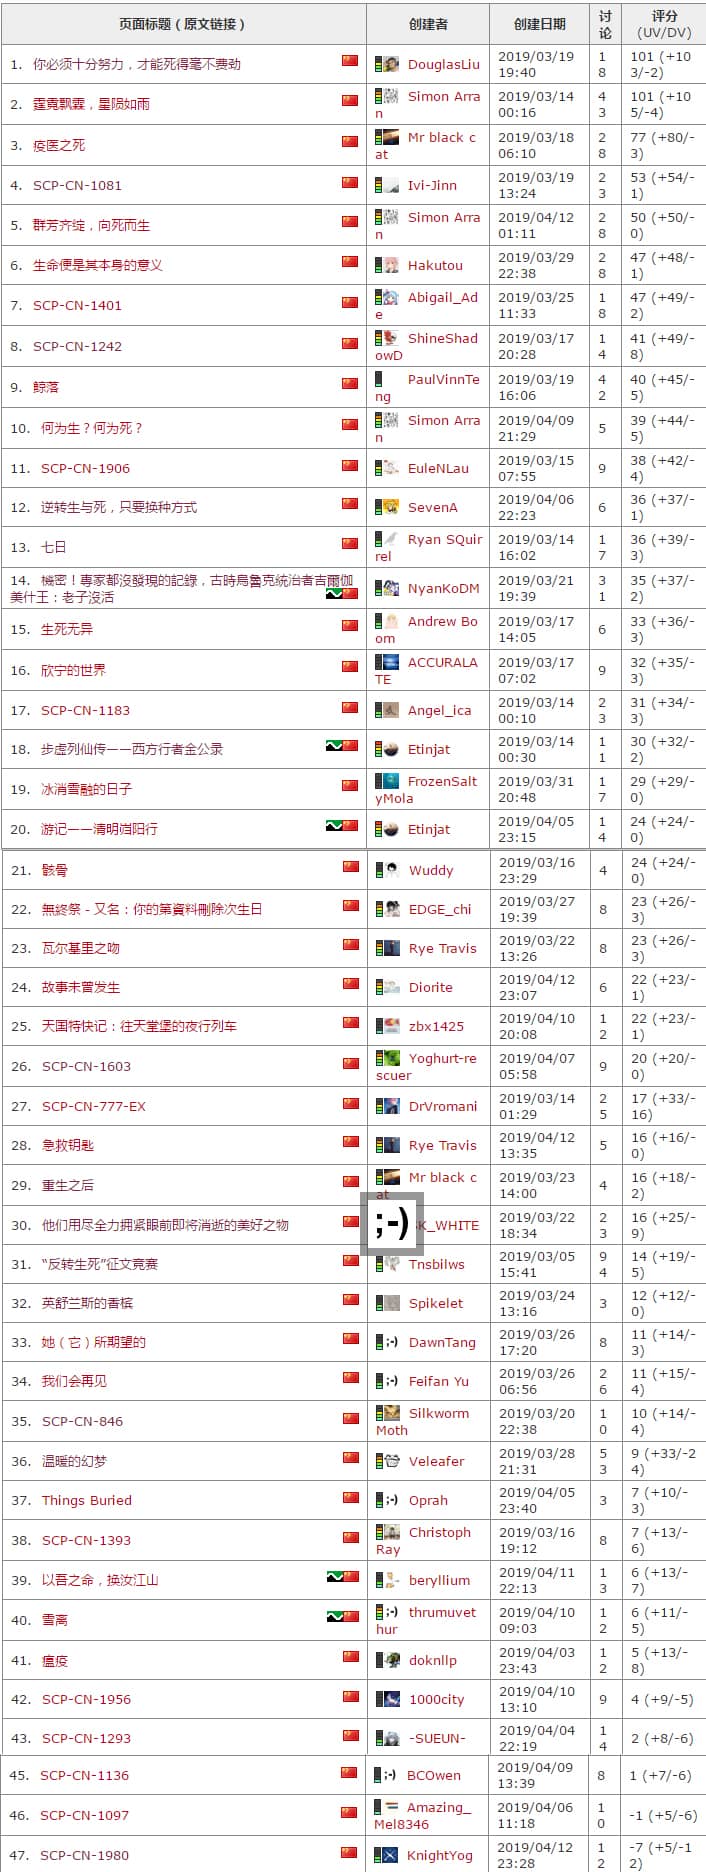 页面标题（原文链接） 创建者 创建日期 讨论 评分 (UV/DV)
1. 你必须十分努力，才能死得毫不费劲 DouglasLiu 2019/03/19 19:40 18 101 (+103/-2)
2. 霆霓飘霖，星陨如雨 Simon Arran 2019/03/14 00:16 43 101 (+105/-4)
3. 疫医之死 Mr black cat 2019/03/18 06:10 28 77 (+80/-3)
4. SCP-CN-1081 Ivi-Jinn 2019/03/19 13:24 23 53 (+54/-1)
5. 群芳齐绽，向死而生 Simon Arran 2019/04/12 01:11 28 50 (+50/-0)
6. 生命便是其本身的意义 Hakutou 2019/03/29 22:38 28 47 (+48/-1)
7. SCP-CN-1401 Abigail_Ade 2019/03/25 11:33 18 47 (+49/-2)
8. SCP-CN-1242 ShineShadowD 2019/03/17 20:28 14 41 (+49/-8)
9. 鲸落 PaulVinnTeng 2019/03/19 16:06 42 40 (+45/-5)
10. 何为生？何为死？ Simon Arran 2019/04/09 21:29 5 39 (+44/-5)
11. SCP-CN-1906 EuleNLau 2019/03/15 07:55 9 38 (+42/-4)
12. 逆转生与死，只要换种方式 SevenA 2019/04/06 22:23 6 36 (+37/-1)
13. 七日 Ryan SQuirrel 2019/03/14 16:02 17 36 (+39/-3)
14. 機密！專家都沒發現的記錄，古時烏魯克統治者吉爾伽美什王：老子沒活 NyanKoDM 2019/03/21 19:39 31 35 (+37/-2)
15. 生死无异 Andrew Boom 2019/03/17 14:05 6 33 (+36/-3)
16. 欣宁的世界 ACCURALATE 2019/03/17 07:02 9 32 (+35/-3)
17. SCP-CN-1183 Angel_ica 2019/03/14 00:10 23 31 (+34/-3)
18. 步虚列仙传——西方行者金公录 Etinjat 2019/03/14 00:30 11 30 (+32/-2)
19. 冰消雪融的日子 FrozenSaltyMola 2019/03/31 20:48 17 29 (+29/-0)
20. 游记——清明崮阳行 Etinjat 2019/04/05 23:15 14 24 (+24/-0)
21. 骸骨 Wuddy 2019/03/16 23:29 4 24 (+24/-0)
22. 無終祭 - 又名：你的第資料刪除次生日 EDGE_chi 2019/03/27 19:39 8 23 (+26/-3)
23. 瓦尔基里之吻 Rye Travis 2019/03/22 13:26 8 23 (+26/-3)
24. 故事未曾发生 Diorite 2019/04/12 23:07 6 22 (+23/-1)
25. 天国特快记：往天堂堡的夜行列车 zbx1425 2019/04/10 20:08 12 22 (+23/-1)
26. SCP-CN-1603 Yoghurt-rescuer 2019/04/07 05:58 9 20 (+20/-0)
27. SCP-CN-777-EX DrVromani 2019/03/14 01:29 25 17 (+33/-16)
28. 急救钥匙 Rye Travis 2019/04/12 13:35 5 16 (+16/-0)
29. 重生之后 Mr black cat 2019/03/23 14:00 4 16 (+18/-2)
30. 他们用尽全力拥紧眼前即将消逝的美好之物 ;-) K_WHITE 2019/03/22 18:34 23 16 (+25/-9)
31. “反转生死”征文竞赛 Tnsbilws 2019/03/05 15:41 94 14 (+19/-5)
32. 英舒兰斯的香槟 Spikelet 2019/03/24 13:16 3 12 (+12/-0)
33. 她（它）所期望的 ;-) DawnTang 2019/03/26 17:20 8 11 (+14/-3)
34. 我们会再见 ;-) Feifan Yu 2019/03/26 06:56 26 11 (+15/-4)
35. SCP-CN-846 Silkworm Moth 2019/03/20 22:38 10 10 (+14/-4)
36. 温暖的幻梦 Veleafer 2019/03/28 21:31 53 9 (+33/-24)
37. Things Buried ;-) Oprah 2019/04/05 23:40 3 7 (+10/-3)
38. SCP-CN-1393 Christoph Ray 2019/03/16 19:12 8 7 (+13/-6)
39. 以吾之命，换汝江山 beryllium 2019/04/11 22:13 13 6 (+13/-7)
40. 雪离 ;-) thrumuvethur 2019/04/10 09:03 12 6 (+11/-5)
41. 瘟疫 doknllp 2019/04/03 23:43 12 5 (+13/-8)
42. SCP-CN-1956 1000city 2019/04/10 13:10 9 4 (+9/-5)
43. SCP-CN-1293 -SUEUN- 2019/04/04 22:19 14 2 (+8/-6)
45. SCP-CN-1136 ;-) BCOwen 2019/04/09 13:39 8 1 (+7/-6)
46. SCP-CN-1097 Amazing_Mel8346 2019/04/06 11:18 10 -1 (+5/-6)
47. SCP-CN-1980 KnightYog 2019/04/12 23:28 12 -7 (+5/-12)